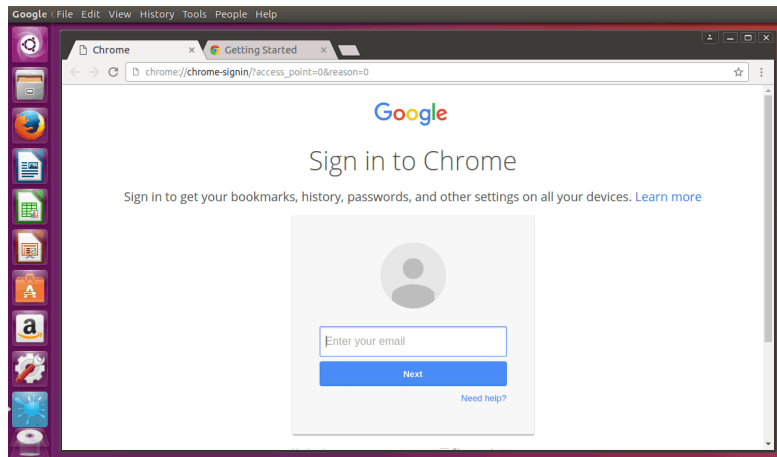 Google C File Edit View History Tools People Help
Chrome
Getting Started
chrome://chrome-signin/?access_point=0&reason=0
Google
Sign in to Chrome
Sign in to get your bookmarks, history, passwords, and other settings on all your devices. Learn more
Enter your email
Next
Need help?
a